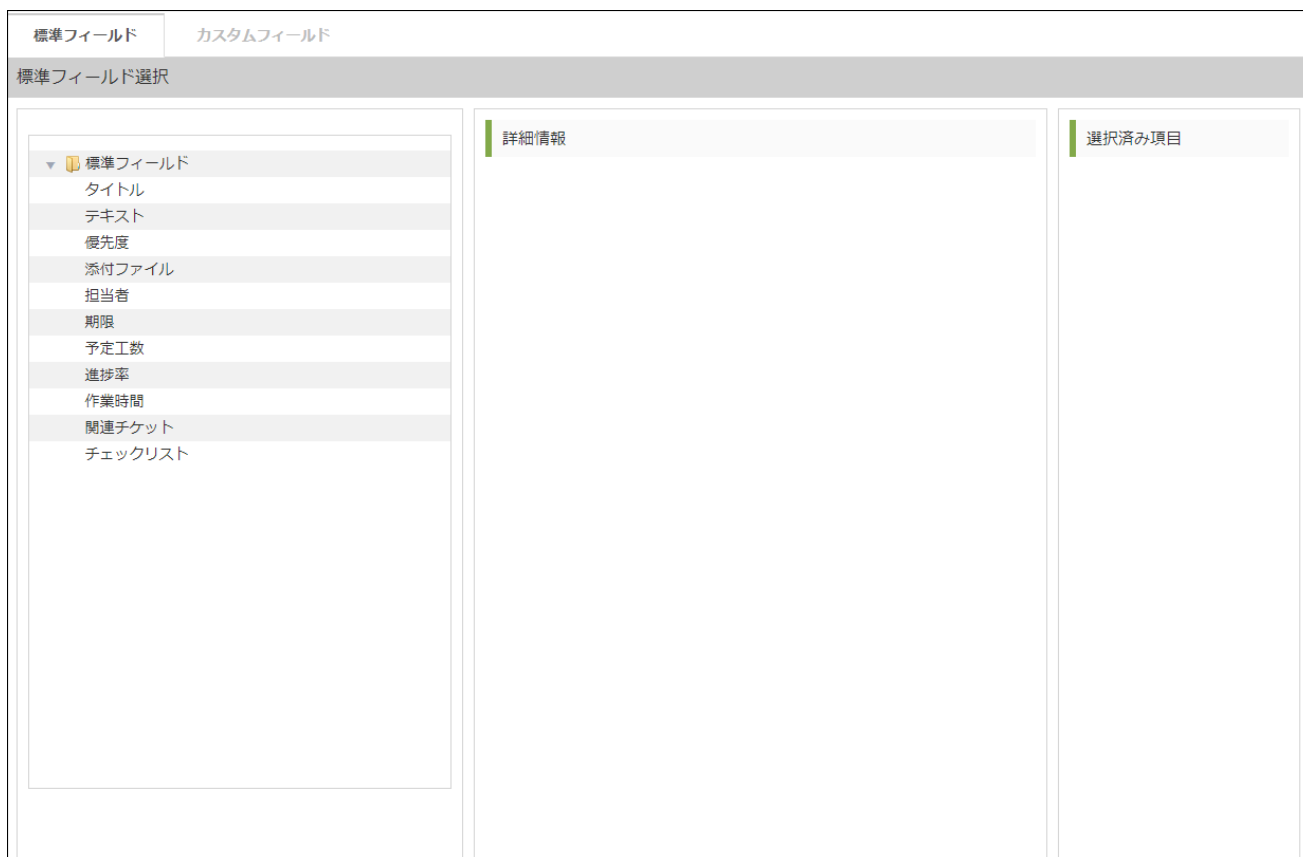 標準フィールド
カスタムフィールド
標準フィールド選択
標準フィールド
タイトル
テキスト
優先度
添付ファイル
担当者
期限
予定工数
進捗率
作業時間
関連チケット
チェックリスト
詳細情報
選択済み項目